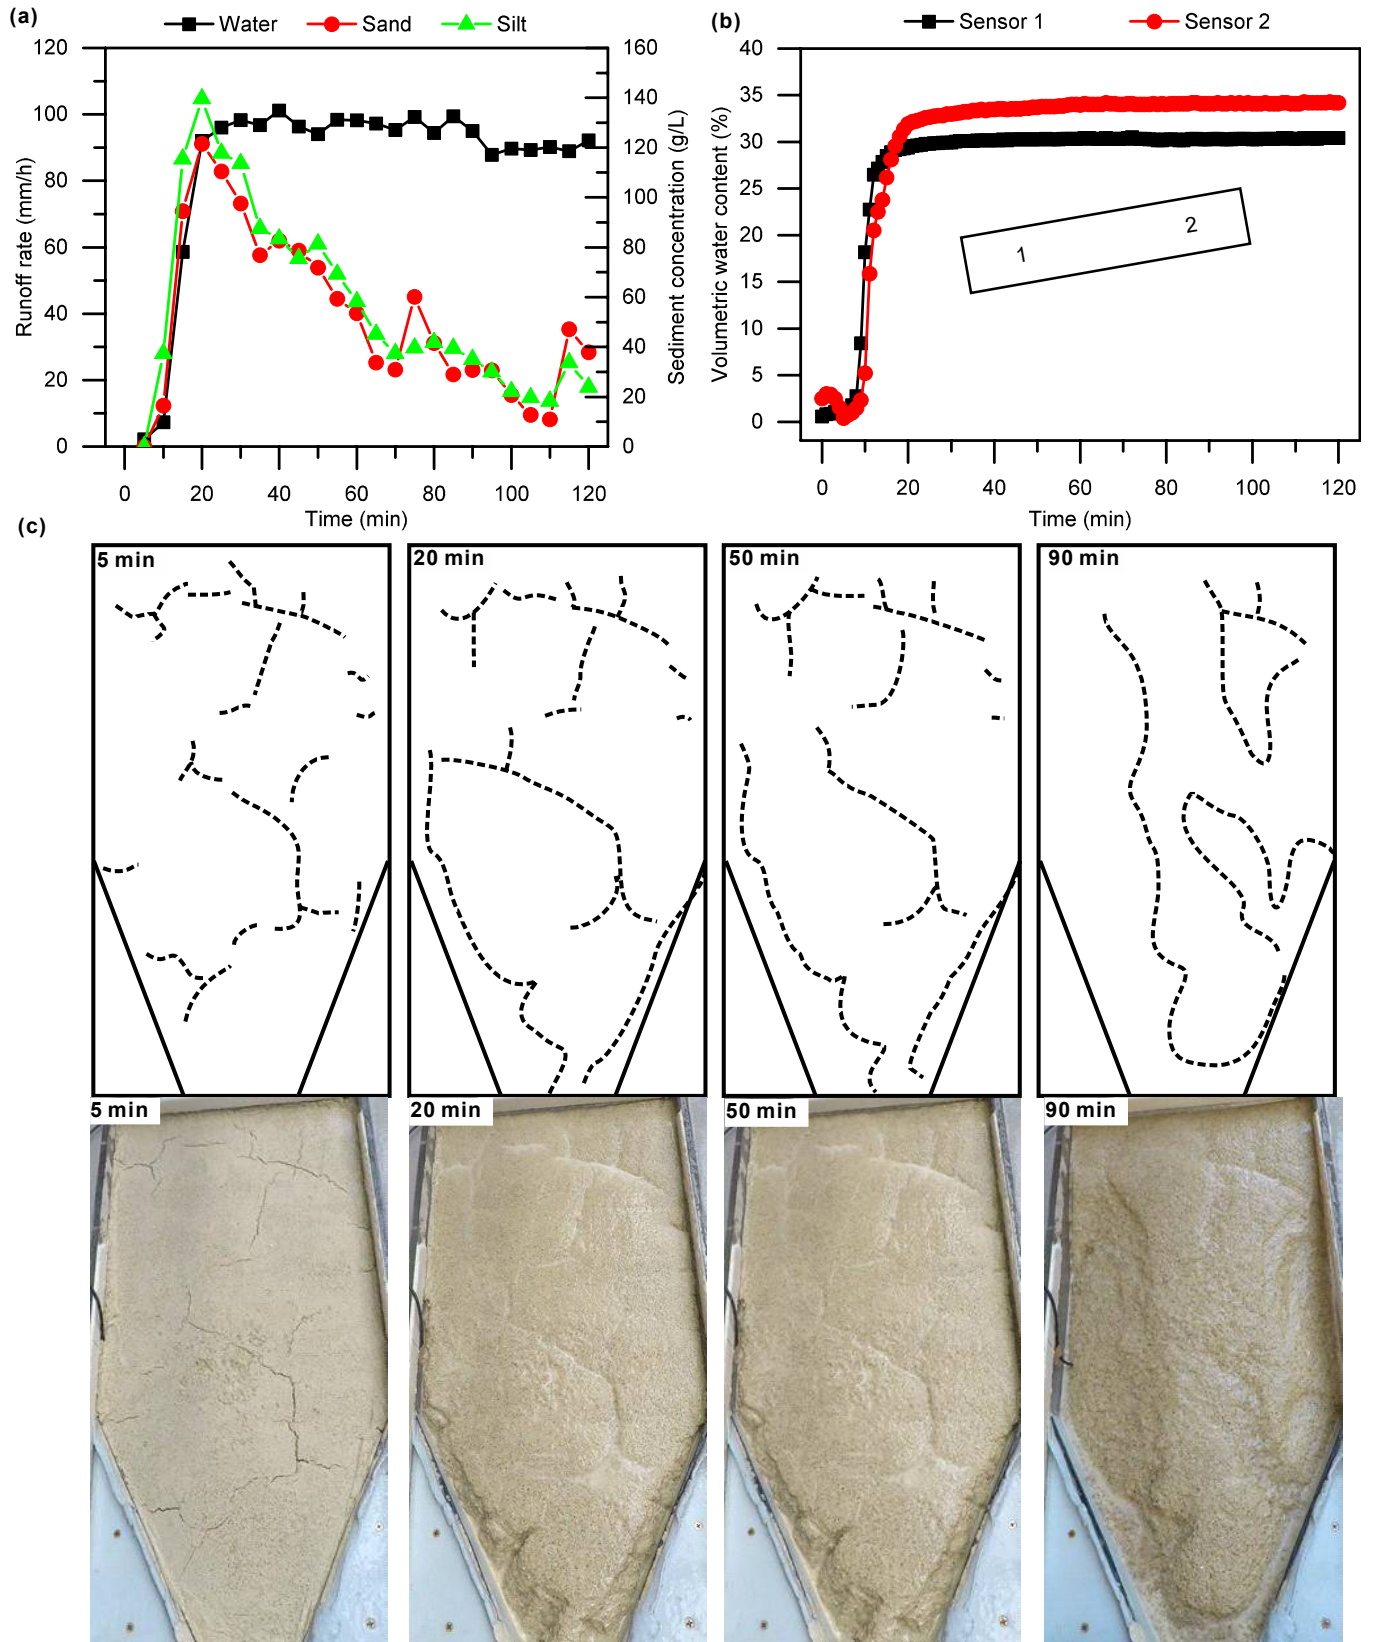 (a)
Water Sand Silt
120
100
80
60
40
20
0
Runoff rate (mm/h)
160
140
120
100
80
60
40
20
0
Sediment concentration (g/L)
0 20 40 60 80 100 120
Time (min)
(b)
Sensor 1 Sensor 2
40
35
30
25
20
15
10
5
0
Volumetric water content (%)
1 2
0 20 40 60 80 100 120
Time (min)
(c)
5 min 20 min 50 min 90 min
5 min 20 min 50 min 90 min